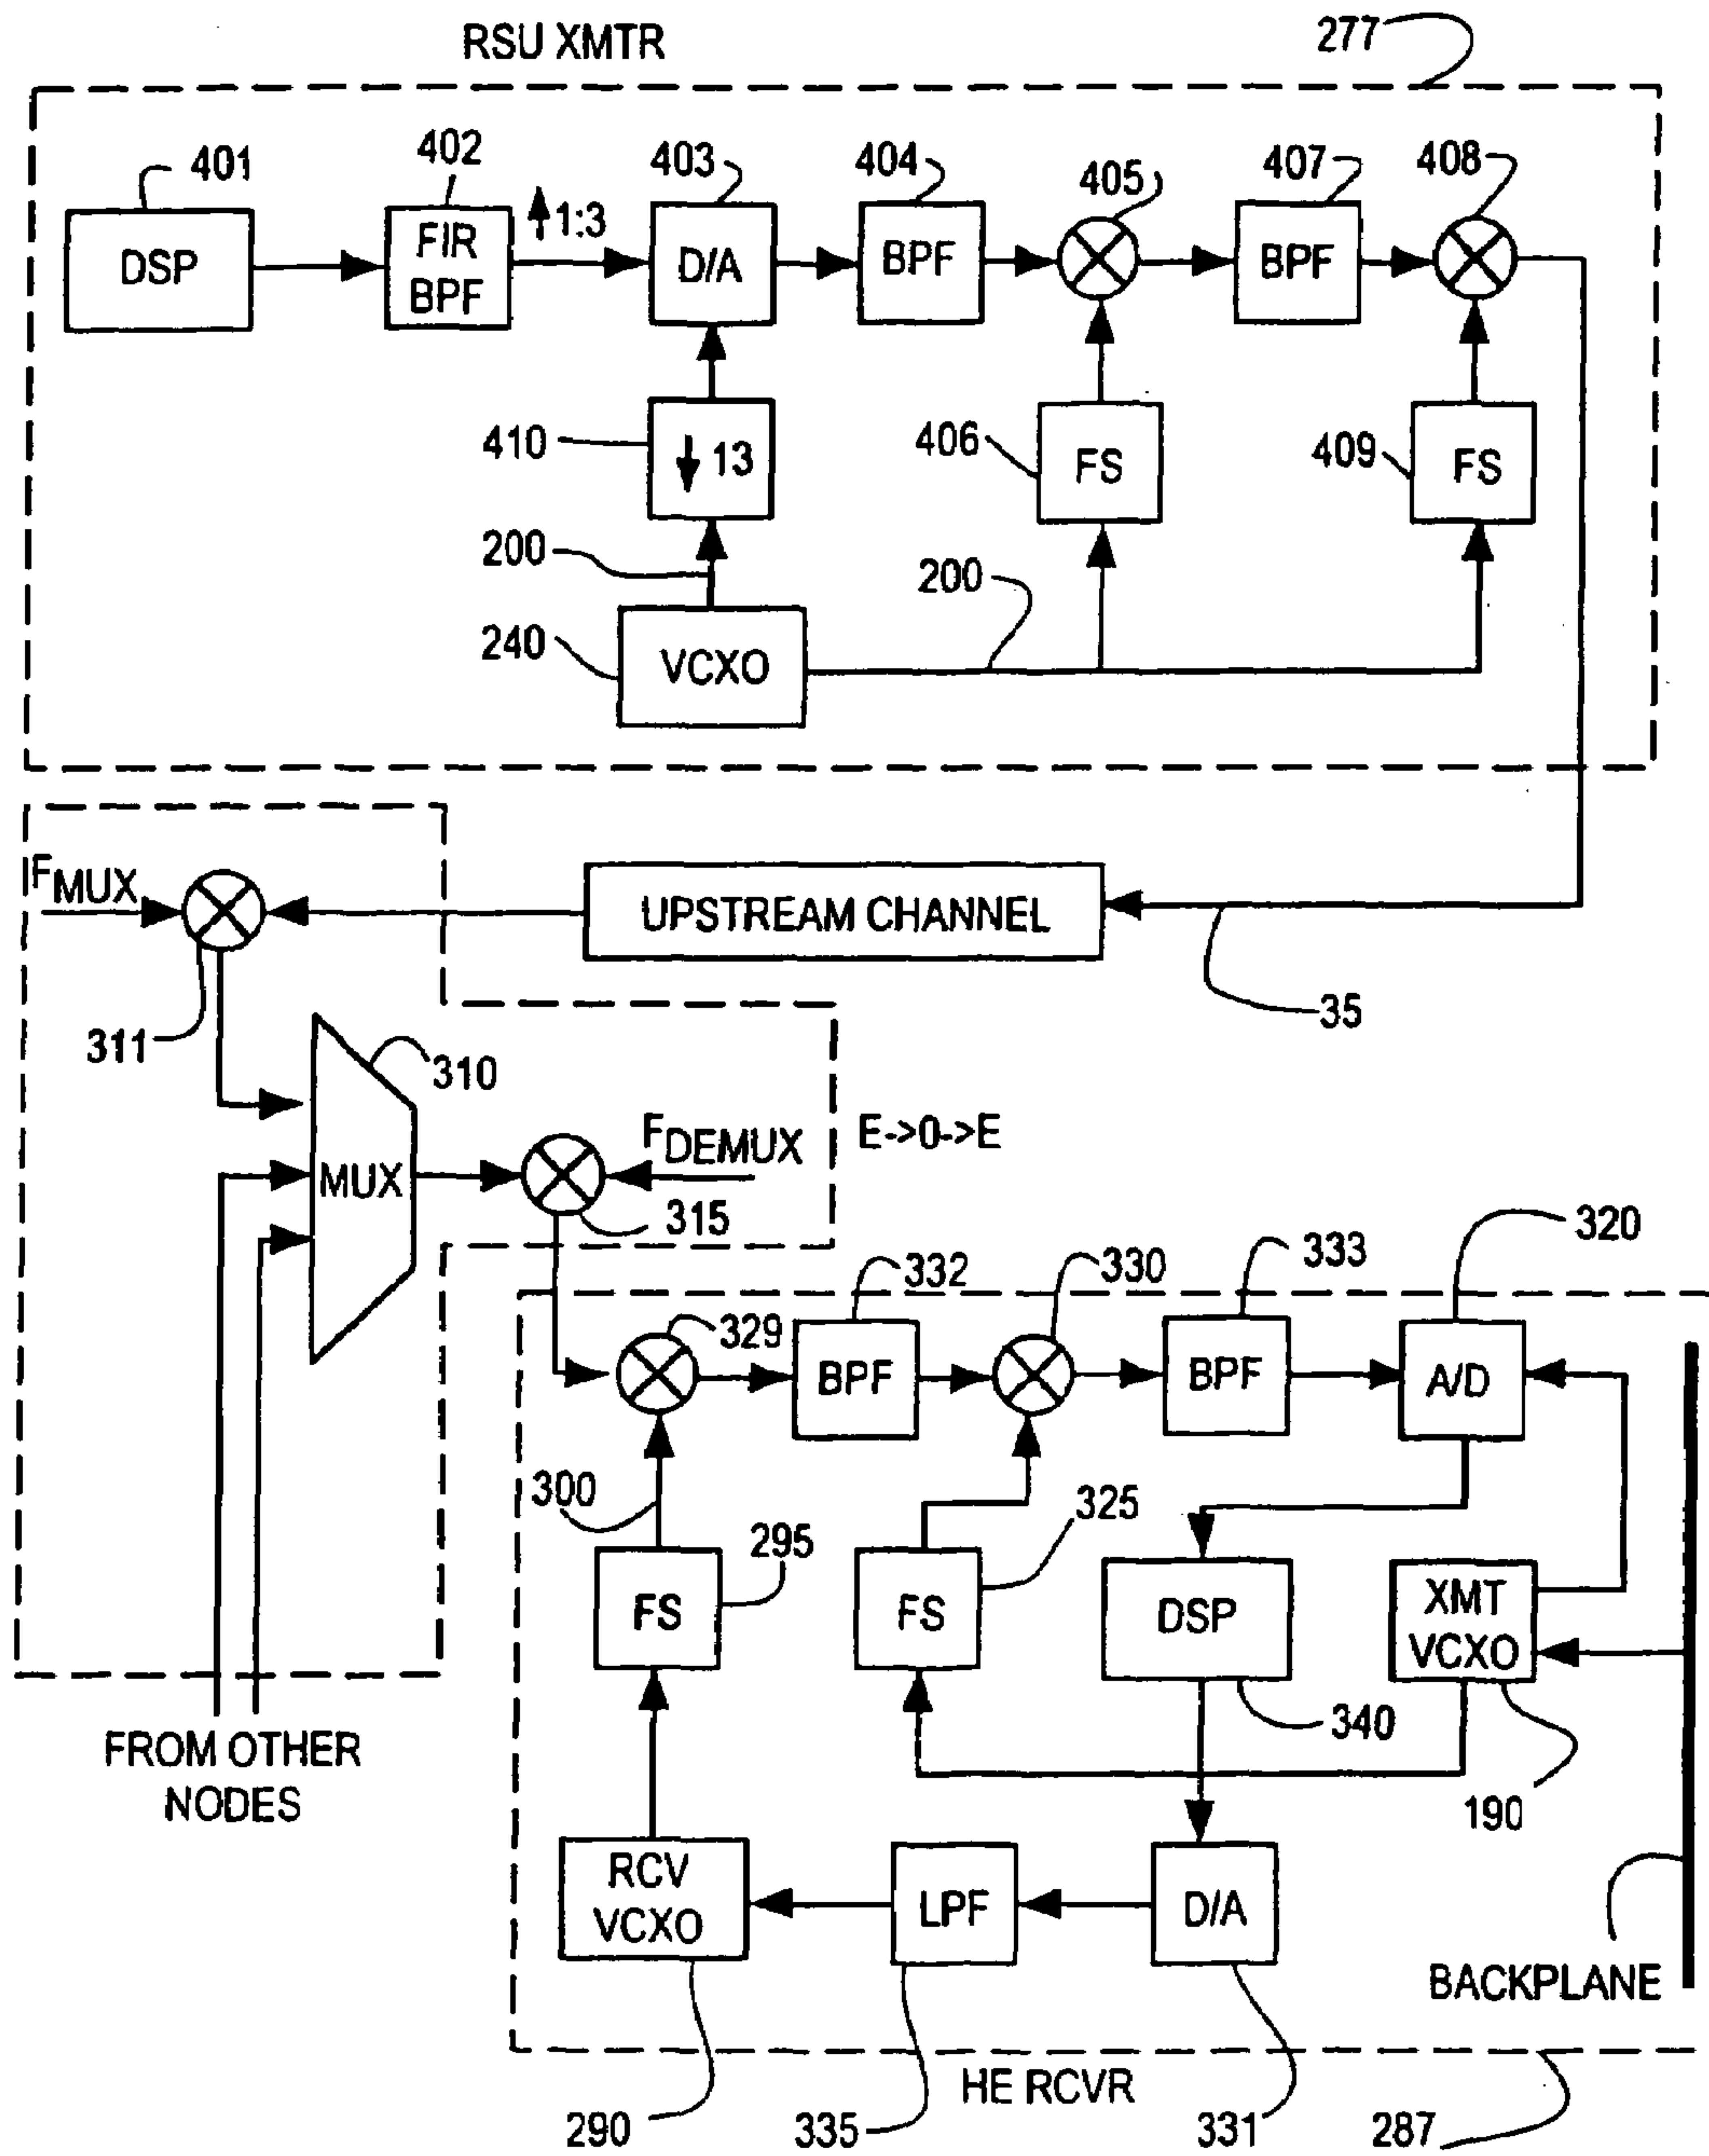 RSU XMTR
277
401
402
403
404
405
407
408
DSP
FIR
BPF
1:3
D/A
BPF
BPF
410
13
406
FS
409
FS
200
200
240
VCXO
FMUX
UPSTREAM CHANNEL
35
311
310
MUX
FDEMUX
E->0->E
315
320
332
330
333
329
BPF
BPF
A/D
300
295
325
FS
FS
DSP
XMT
VCXO
340
190
FROM OTHER
NODES
RCV
VCXO
LPF
D/A
BACKPLANE
HE RCVR
290
335
331
287